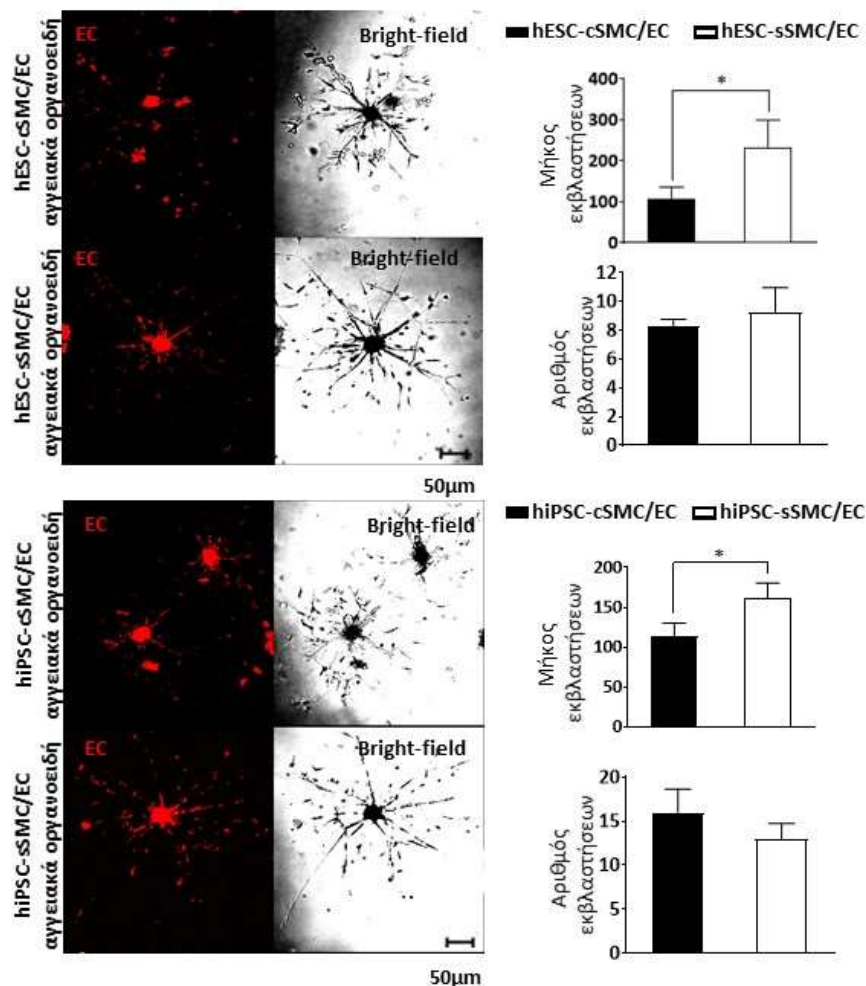 EC
Bright-field
hESC-cSMC/EC
αγγειακά οργανοειδή
EC
Bright-field
hESC-sSMC/EC
αγγειακά οργανοειδή
50μm
hESC-cSMC/EC hESC-sSMC/EC
Μήκος
εκβλαστήσεων
400
300
200
100
0
*
Αριθμός
εκβλαστήσεων
12
10
8
6
4
2
0
EC
Bright-field
hiPSC-cSMC/EC
αγγειακά οργανοειδή
EC
Bright-field
hiPSC-sSMC/EC
αγγειακά οργανοειδή
50μm
hiPSC-cSMC/EC hiPSC-sSMC/EC
Μήκος
εκβλαστήσεων
200
150
100
50
0
*
Αριθμός
εκβλαστήσεων
20
15
10
5
0